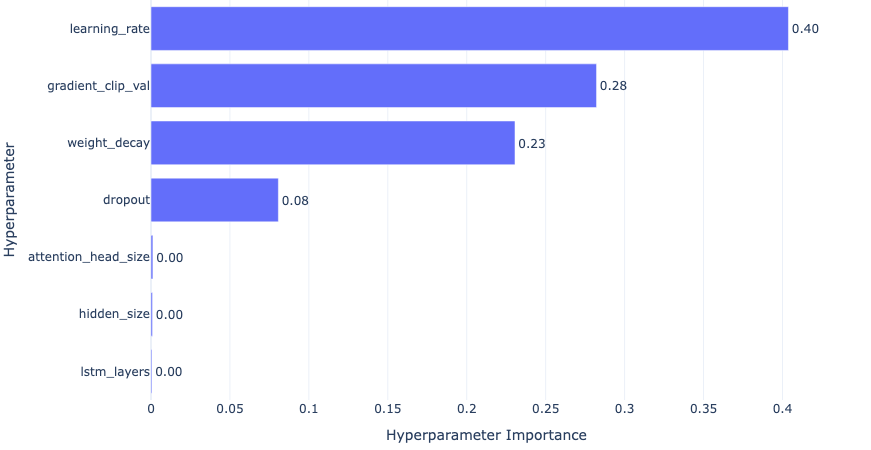 Hyperparameter
learning_rate 0.40
gradient_clip_val 0.28
weight_decay 0.23
dropout 0.08
attention_head_size 0.00
hidden_size 0.00
lstm_layers 0.00
0 0.05 0.1 0.15 0.2 0.25 0.3 0.35 0.4
Hyperparameter Importance